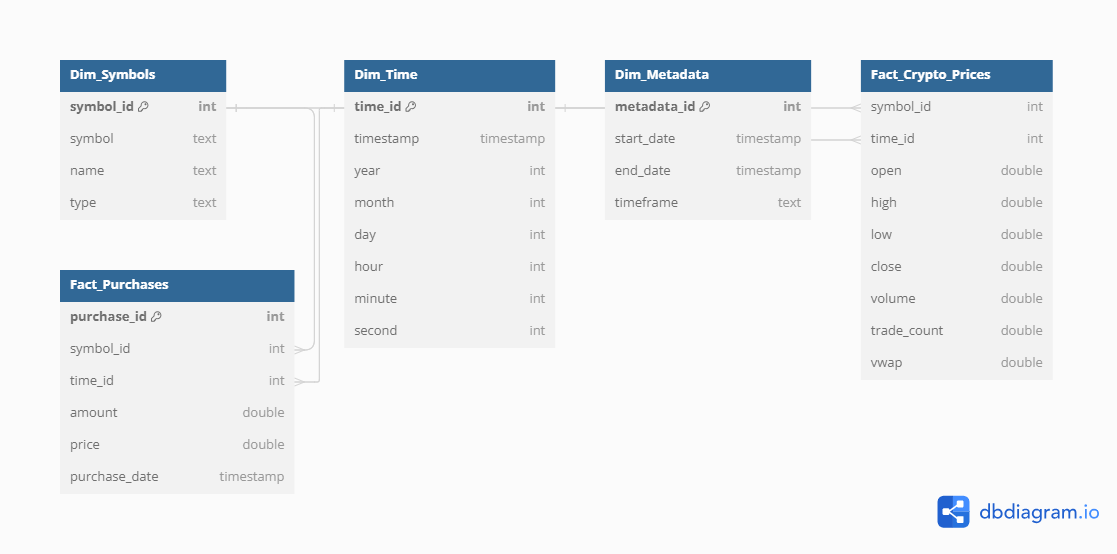 Dim_Symbols
symbol_id int
symbol text
name text
type text
Fact_Purchases
purchase_id int
symbol_id int
time_id int
amount double
price double
purchase_date timestamp
Dim_Time
time_id int
timestamp timestamp
year int
month int
day int
hour int
minute int
second int
Dim_Metadata
metadata_id int
start_date timestamp
end_date timestamp
timeframe text
Fact_Crypto_Prices
symbol_id int
time_id int
open double
high double
low double
close double
volume double
trade_count double
vwap double
dbdiagram.io